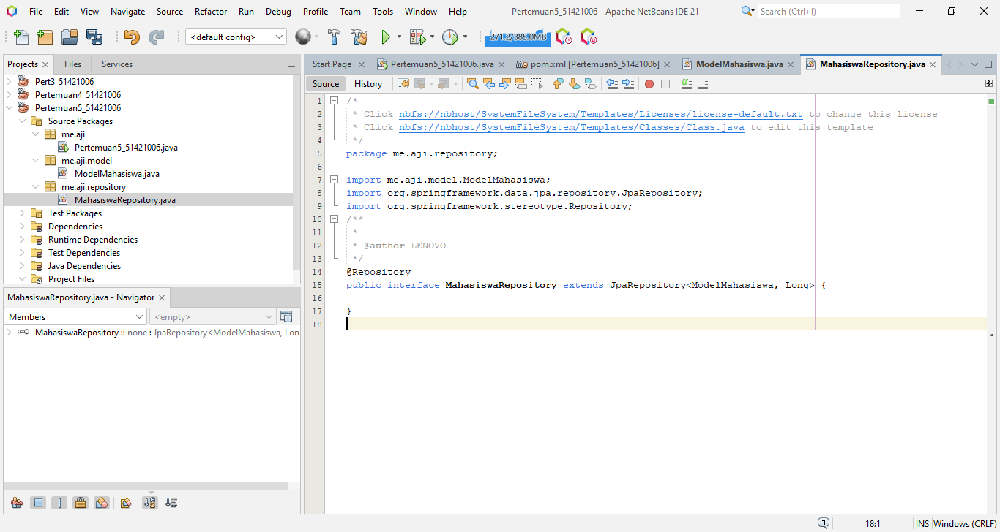 File Edit View Navigate Source Refactor Run Debug Profile Team Tools Window Help Pertemuan5_51421006 - Apache NetBeans IDE 21 Search (Ctrl+I)
<default config> 271.2/385.0MB
Projects Files Services
Start Page Pertemuan5_51421006.java pom.xml [Pertemuan5_51421006] ModelMahasiswa.java MahasiswaRepository.java
Source History
Pert3_51421006
Pertemuan4_51421006
Pertemuan5_51421006
Source Packages
me.aji
Pertemuan5_51421006.java
me.aji.model
ModelMahasiswa.java
me.aji.repository
MahasiswaRepository.java
Test Packages
Dependencies
Runtime Dependencies
Test Dependencies
Java Dependencies
Project Files
MahasiswaRepository.java - Navigator
Members <empty>
MahasiswaRepository :: none : JpaRepository<ModelMahasiswa, Lon
1 /*
2 * Click nbfs://nbhost/SystemFileSystem/Templates/Licenses/license-default.txt to change this license
3 * Click nbfs://nbhost/SystemFileSystem/Templates/Classes/Class.java to edit this template
4 */
5 package me.aji.repository;
6
7 import me.aji.model.ModelMahasiswa;
8 import org.springframework.data.jpa.repository.JpaRepository;
9 import org.springframework.stereotype.Repository;
10 /**
11 *
12 * @author LENOVO
13 */
14 @Repository
15 public interface MahasiswaRepository extends JpaRepository<ModelMahasiswa, Long> {
16
17 }
18
1 18:1 INS Windows (CRLF)